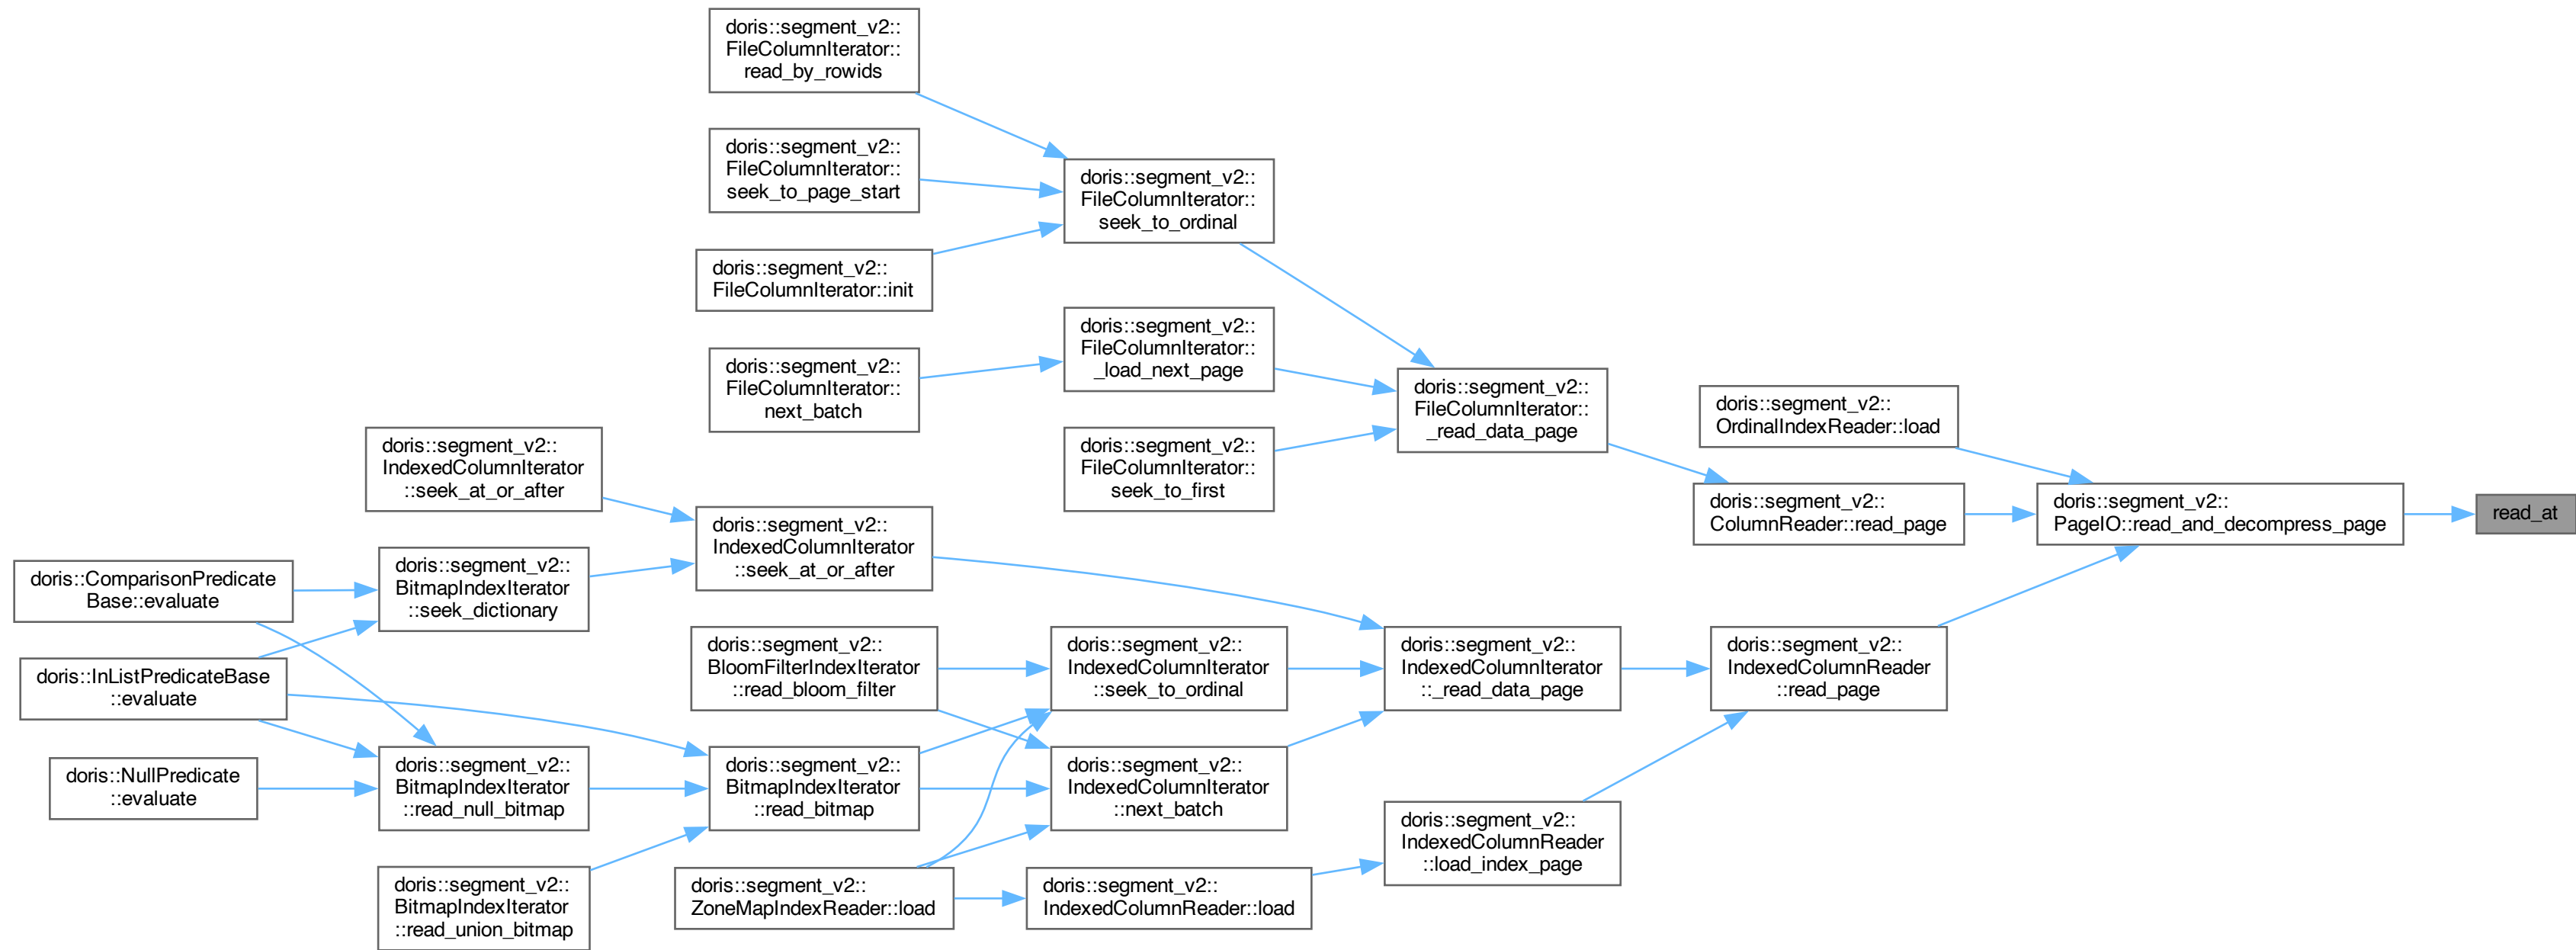 doris::segment_v2::
FileColumnIterator::
read_by_rowids
doris::segment_v2::
FileColumnIterator::
seek_to_page_start
doris::segment_v2::
FileColumnIterator::init
doris::segment_v2::
FileColumnIterator::
next_batch
doris::segment_v2::
FileColumnIterator::
seek_to_ordinal
doris::segment_v2::
FileColumnIterator::
_load_next_page
doris::segment_v2::
FileColumnIterator::
seek_to_first
doris::segment_v2::
FileColumnIterator::
_read_data_page
doris::segment_v2::
OrdinalIndexReader::load
doris::segment_v2::
ColumnReader::read_page
doris::segment_v2::
PageIO::read_and_decompress_page
read_at
doris::segment_v2::
IndexedColumnIterator
::seek_at_or_after
doris::segment_v2::
IndexedColumnIterator
::seek_at_or_after
doris::ComparisonPredicate
Base::evaluate
doris::segment_v2::
BitmapIndexIterator
::seek_dictionary
doris::InListPredicateBase
::evaluate
doris::segment_v2::
BloomFilterIndexIterator
::read_bloom_filter
doris::segment_v2::
IndexedColumnIterator
::seek_to_ordinal
doris::segment_v2::
IndexedColumnIterator
::_read_data_page
doris::segment_v2::
IndexedColumnReader
::read_page
doris::NullPredicate
::evaluate
doris::segment_v2::
BitmapIndexIterator
::read_null_bitmap
doris::segment_v2::
BitmapIndexIterator
::read_bitmap
doris::segment_v2::
IndexedColumnIterator
::next_batch
doris::segment_v2::
IndexedColumnReader
::load_index_page
doris::segment_v2::
BitmapIndexIterator
::read_union_bitmap
doris::segment_v2::
ZoneMapIndexReader::load
doris::segment_v2::
IndexedColumnReader::load